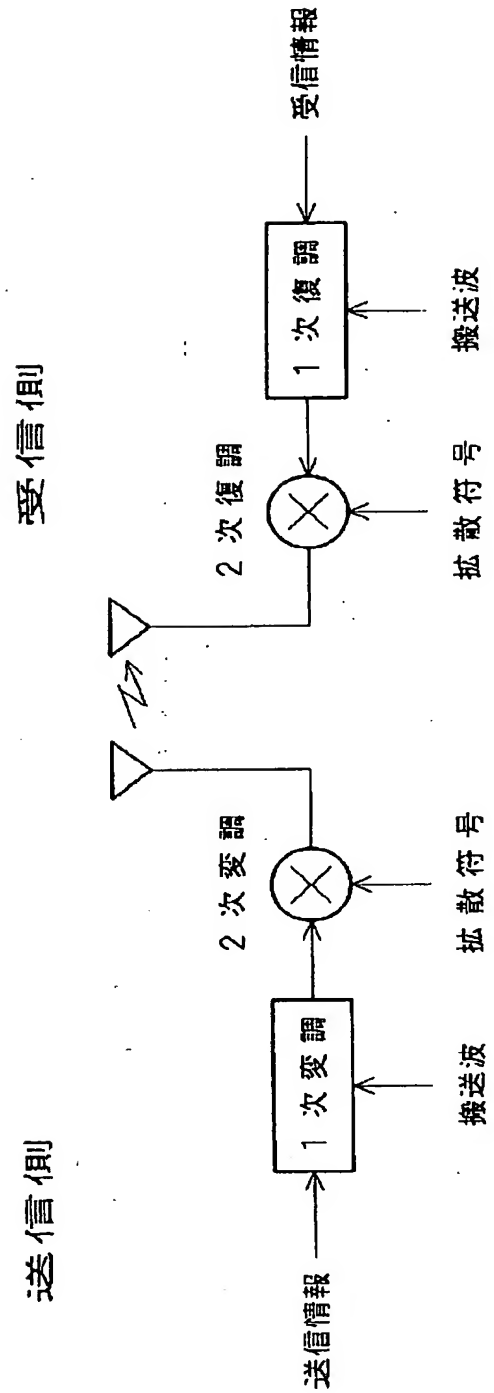 送信側
受信側
2次変調
2次復調
送信情報
1次変調
1次復調
受信情報
搬送波
拡散符号
拡散符号
搬送波